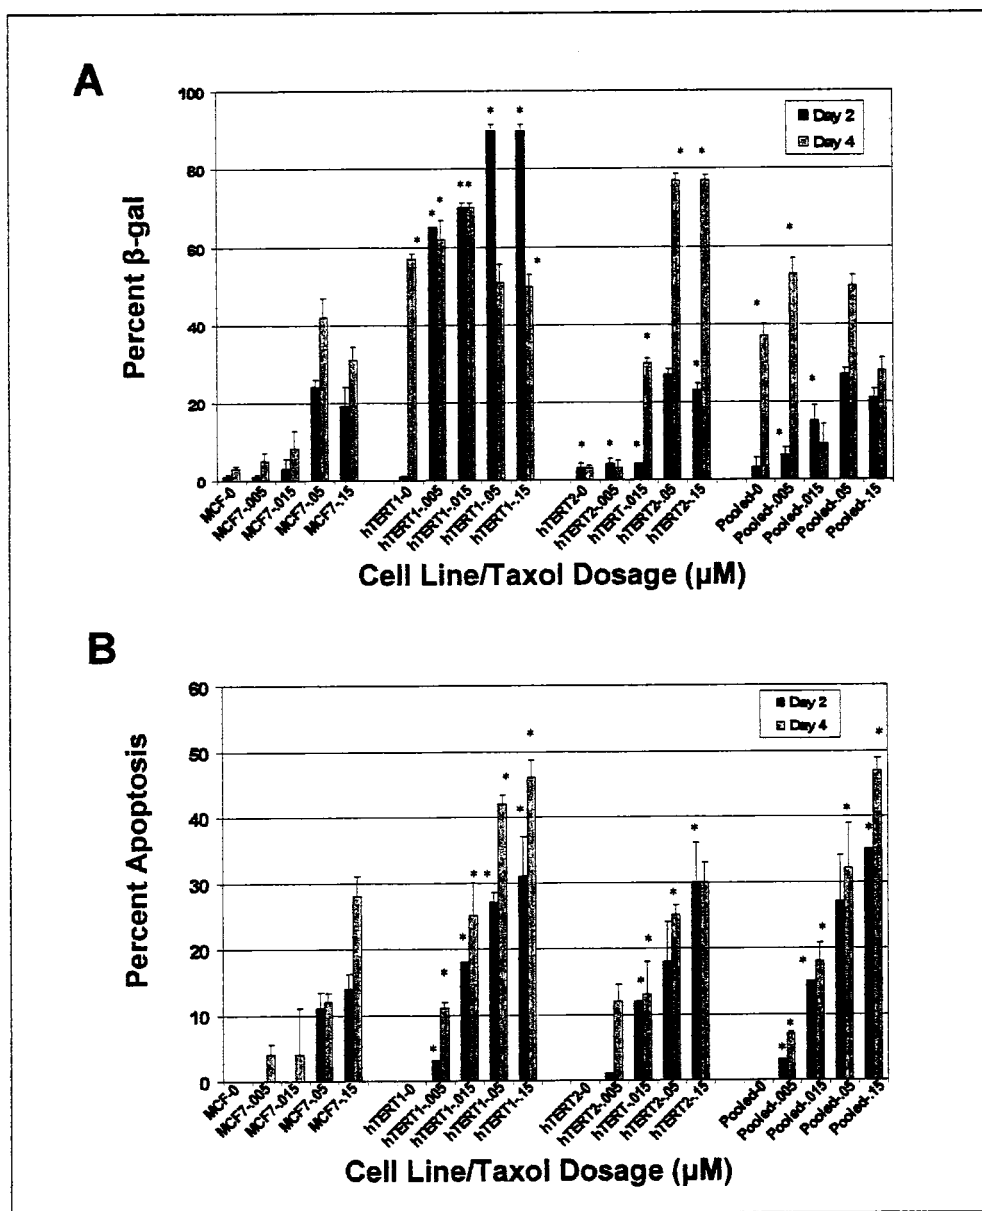 A
100
80
60
40
20
0
Percent β-gal
Day 2
Day 4
* * * ** * * * * * * * * * * * * * * *
MCF-0
MCF7-.005
MCF7-.015
MCF7-.05
MCF7-.15
hTERT1-0
hTERT1-.005
hTERT1-.015
hTERT1-.05
hTERT1-.15
hTERT2-0
hTERT2-.005
hTERT-.015
hTERT2-.05
hTERT2-.15
Pooled-0
Pooled-.005
Pooled-.015
Pooled-.05
Pooled-.15
Cell Line/Taxol Dosage (µM)
B
60
50
40
30
20
10
0
Percent Apoptosis
Day 2
Day 4
MCF-0
MCF7-.005
MCF7-.015
MCF7-.05
MCF7-.15
hTERT1-0
hTERT1-.005
hTERT1-.015
hTERT1-.05
hTERT1-.15
hTERT2-0
hTERT2-.005
hTERT-.015
hTERT2-.05
hTERT2-.15
Pooled-0
Pooled-.005
Pooled-.015
Pooled-.05
Pooled-.15
Cell Line/Taxol Dosage (µM)